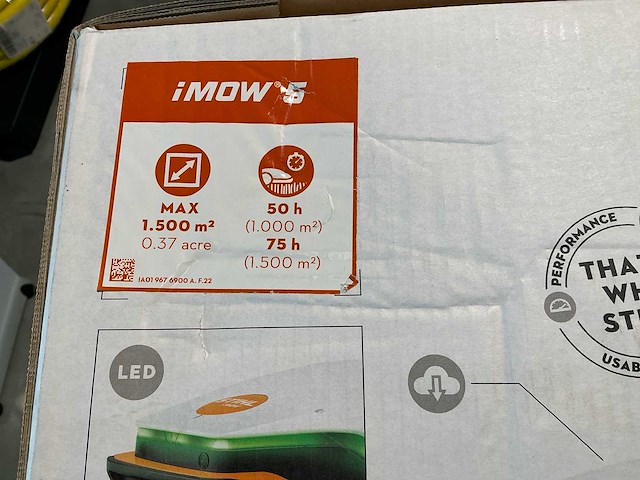 iMOW® 5
MAX
1.500 m²
0.37 acre
50 h
(1.000 m²)
75 h
(1.500 m²)
IA01 967 6900 A. F.22
PERFORMANCE
THAT
WH
ST
USAB
LED